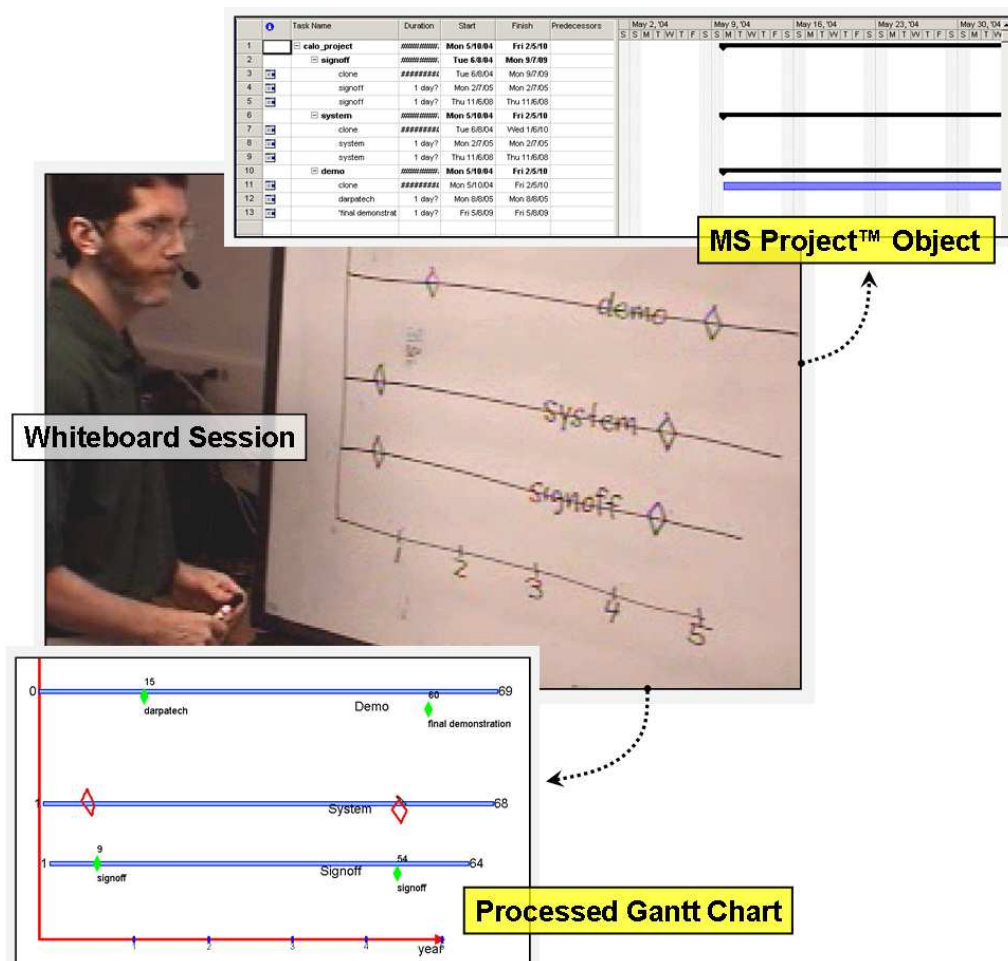 Task Name Duration Start Finish Predecessors May 2, '04 May 9, '04 May 16, '04 May 23, '04 May 30, '04
S S M T W T F S S M T W T F S S M T W T F S S M T W T F S S M T W
1 calo_project Mon 5/10/04 Fri 2/5/10
2 signoff Tue 6/8/04 Mon 9/7/09
3 clone ######## Tue 6/8/04 Mon 9/7/09
4 signoff 1 day? Mon 2/7/05 Mon 2/7/05
5 signoff 1 day? Thu 11/6/08 Thu 11/6/08
6 system Mon 5/10/04 Fri 2/5/10
7 clone ######## Tue 6/8/04 Wed 1/6/10
8 system 1 day? Mon 2/7/05 Mon 2/7/05
9 system 1 day? Thu 11/6/08 Thu 11/6/08
10 demo Mon 5/10/04 Fri 2/5/10
11 clone ######## Mon 5/10/04 Fri 2/5/10
12 darpatech 1 day? Mon 8/8/05 Mon 8/8/05
13 'final demonstrat 1 day? Fri 5/8/09 Fri 5/8/09
MS Project™ Object
demo
system
signoff
1 2 3 4 5
Whiteboard Session
15 60
0 69
darpatech Demo final demonstration
1 System 68
9 54
1 Signoff 64
signoff signoff
1 2 3 4
year
Processed Gantt Chart